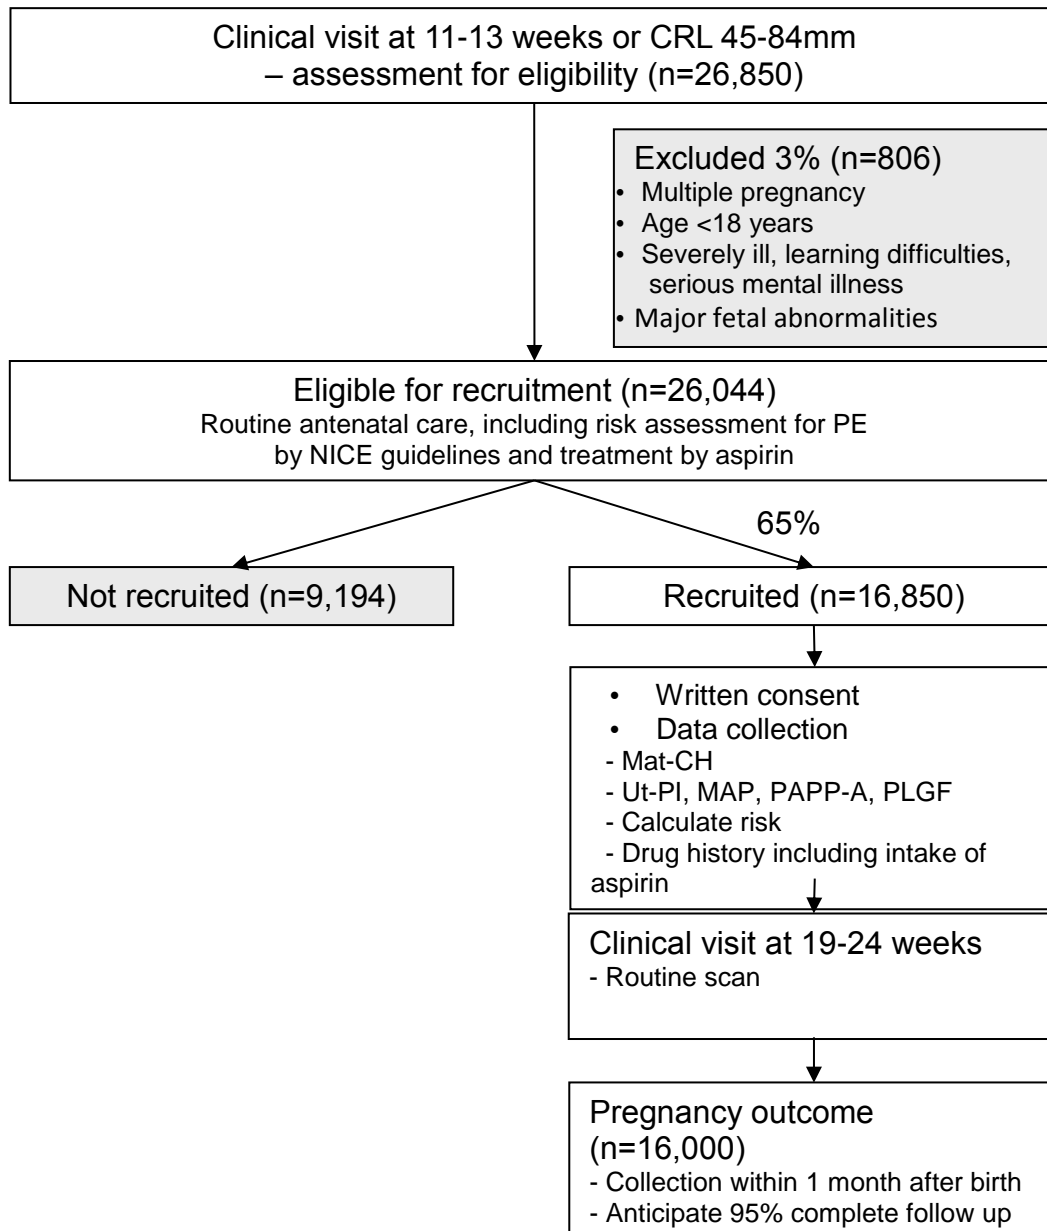 Clinical visit at 11-13 weeks or CRL 45-84mm
– assessment for eligibility (n=26,850)
Excluded 3% (n=806)
• Multiple pregnancy
• Age <18 years
• Severely ill, learning difficulties,
serious mental illness
• Major fetal abnormalities
Eligible for recruitment (n=26,044)
Routine antenatal care, including risk assessment for PE
by NICE guidelines and treatment by aspirin
65%
Not recruited (n=9,194)
Recruited (n=16,850)
• Written consent
• Data collection
- Mat-CH
- Ut-PI, MAP, PAPP-A, PLGF
- Calculate risk
- Drug history including intake of
aspirin
Clinical visit at 19-24 weeks
- Routine scan
Pregnancy outcome
(n=16,000)
- Collection within 1 month after birth
- Anticipate 95% complete follow up